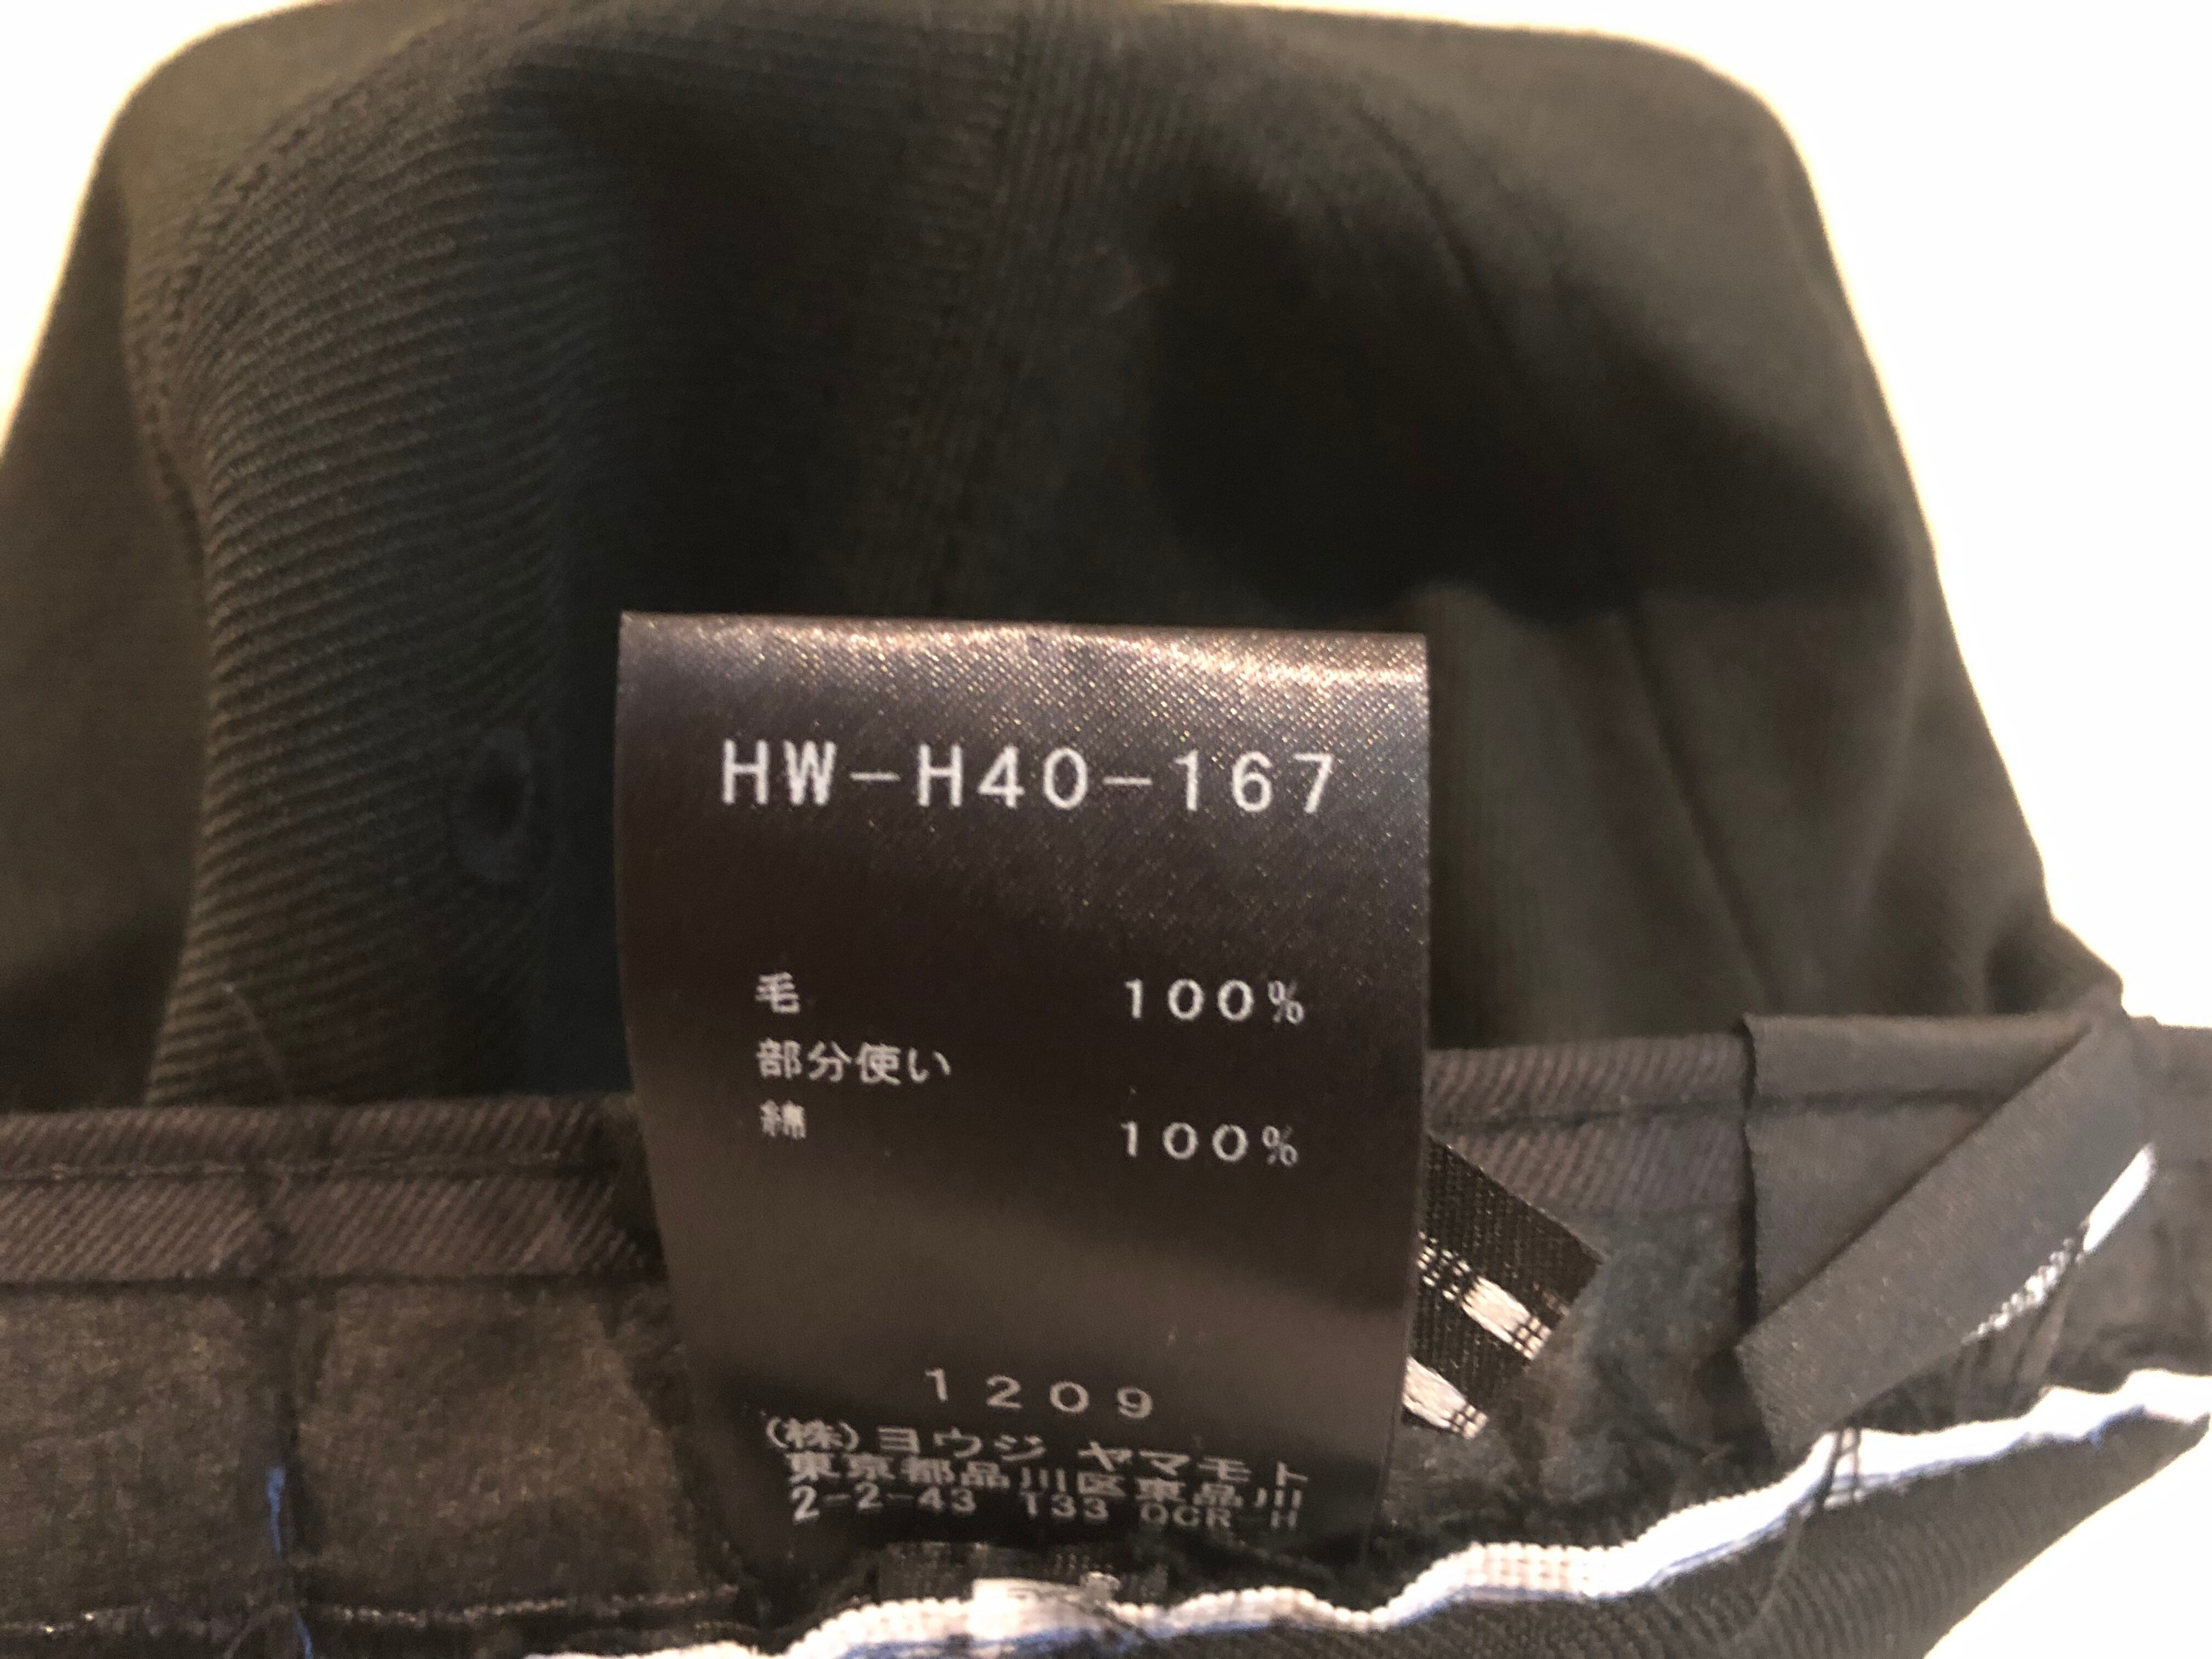 HW-H40-167
毛 100%
部分使い
綿 100%
1209
(株)ヨウジ ヤマモト
東京都品川区東品川
2-2-43 T33 OCR-H